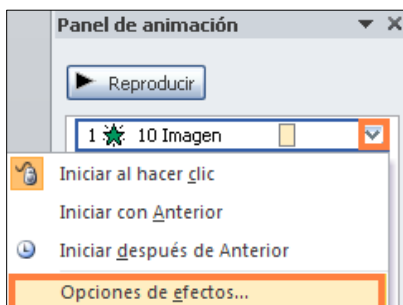 Panel de animación
Reproducir
1 10 Imagen
Iniciar al hacer clic
Iniciar con Anterior
Iniciar después de Anterior
Opciones de efectos...